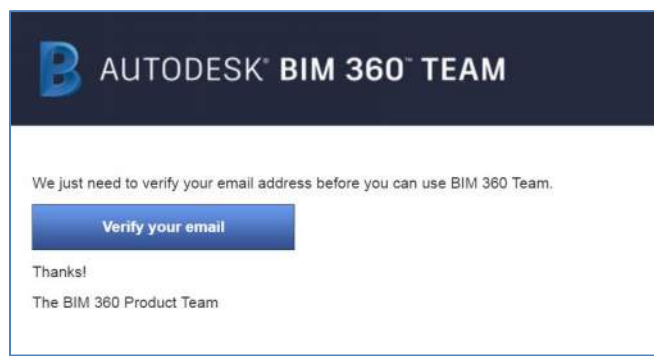 AUTODESK® BIM 360™ TEAM
We just need to verify your email address before you can use BIM 360 Team.
Verify your email
Thanks!
The BIM 360 Product Team